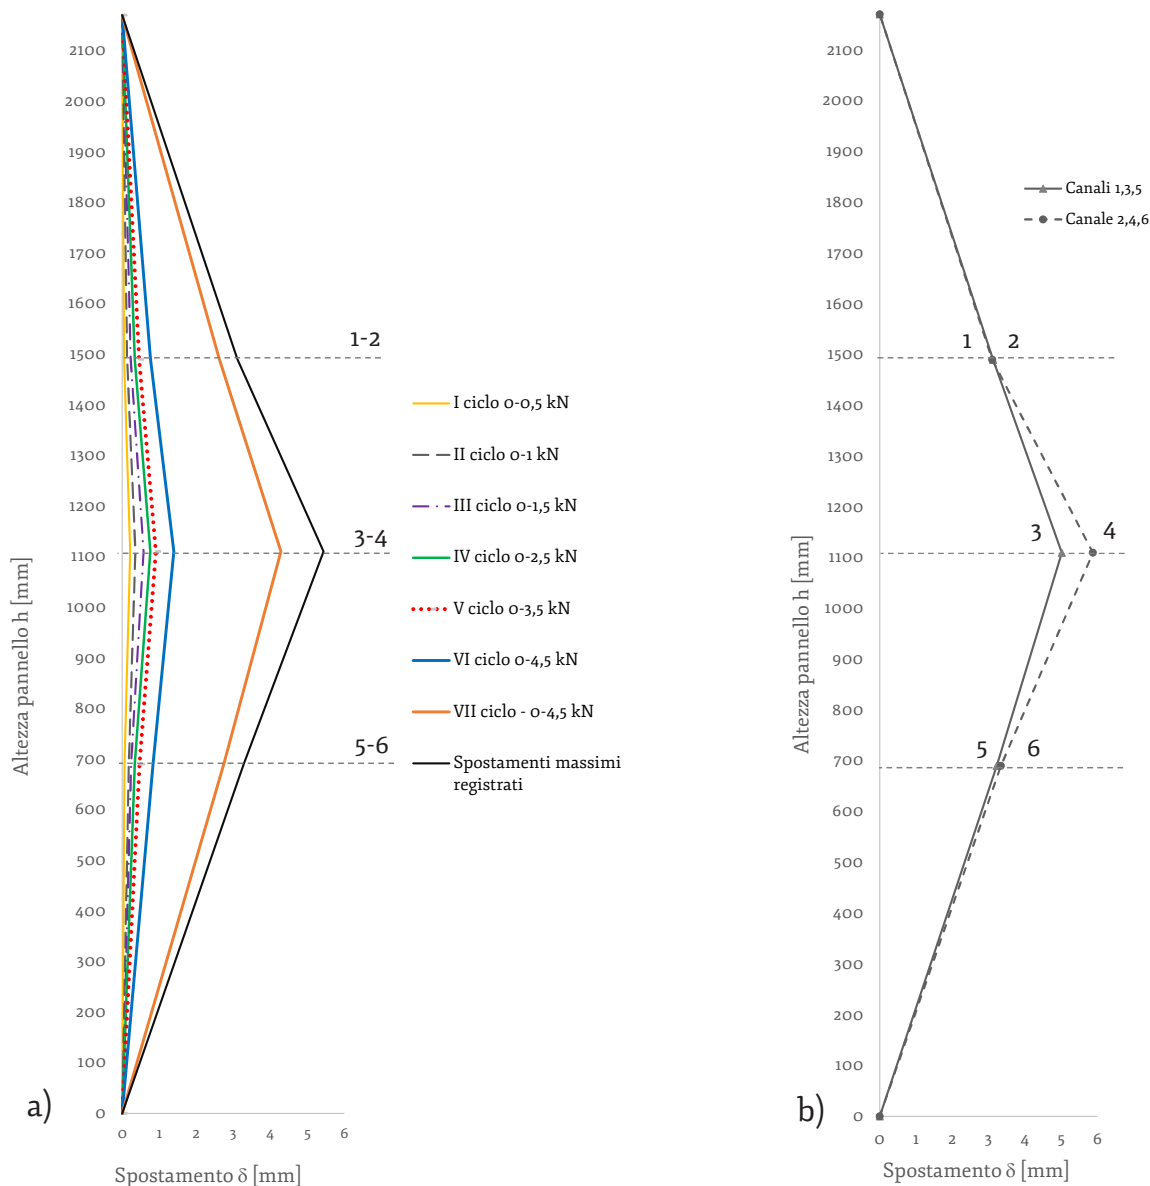 2100
2000
1900
1800
1700
1600
1500
1400
1300
1200
1100
1000
900
800
700
600
500
400
300
200
100
0
Altezza pannello h [mm]
0 1 2 3 4 5 6
Spostamento δ [mm]
a)
1-2
3-4
5-6
I ciclo 0-0,5 kN
II ciclo 0-1 kN
III ciclo 0-1,5 kN
IV ciclo 0-2,5 kN
V ciclo 0-3,5 kN
VI ciclo 0-4,5 kN
VII ciclo - 0-4,5 kN
Spostamenti massimi
registrati
2100
2000
1900
1800
1700
1600
1500
1400
1300
1200
1100
1000
900
800
700
600
500
400
300
200
100
0
Altezza pannello h [mm]
0 1 2 3 4 5 6
Spostamento δ [mm]
b)
Canali 1,3,5
Canale 2,4,6
1 2
3 4
5 6